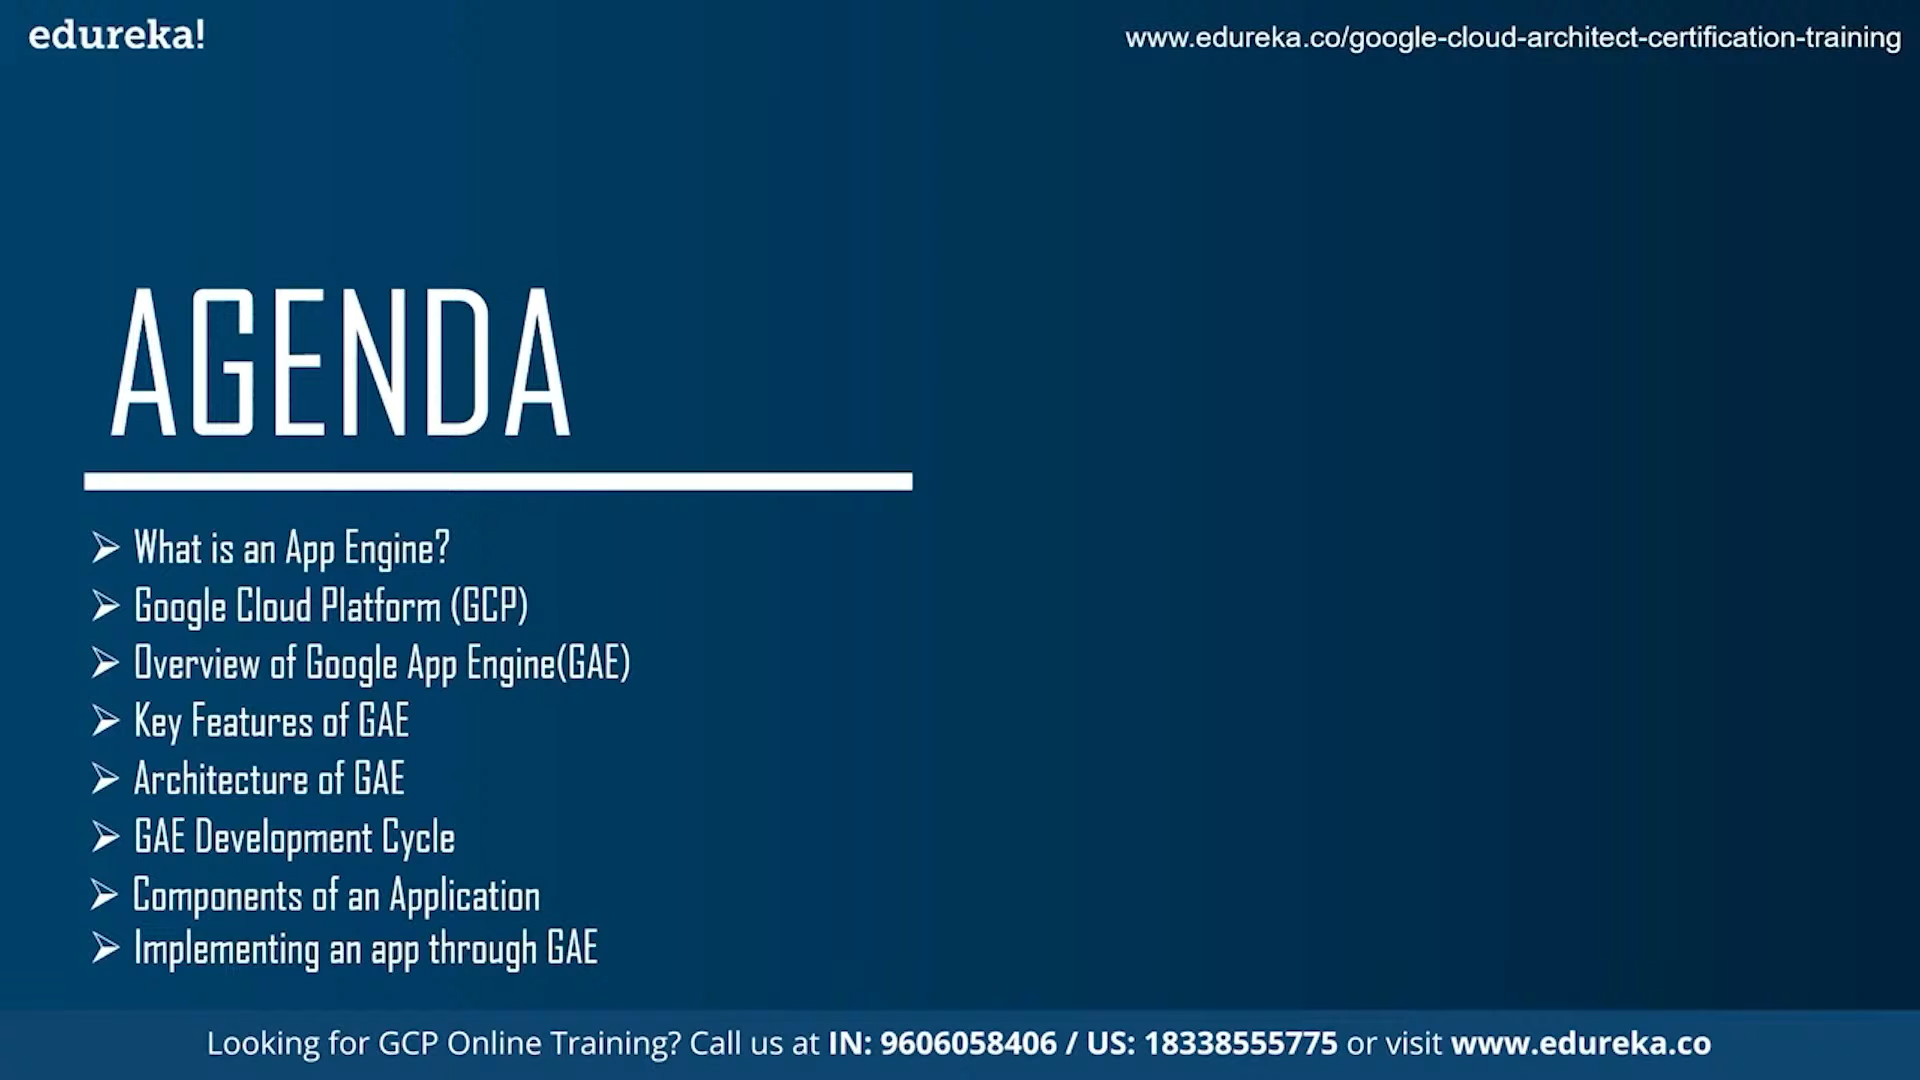 edureka!
www.edureka.co/google-cloud-architect-certification-training
AGENDA
➢ What is an App Engine?
➢ Google Cloud Platform (GCP)
➢ Overview of Google App Engine(GAE)
➢ Key Features of GAE
➢ Architecture of GAE
➢ GAE Development Cycle
➢ Components of an Application
➢ Implementing an app through GAE
Looking for GCP Online Training? Call us at IN: 9606058406 / US: 18338555775 or visit www.edureka.co